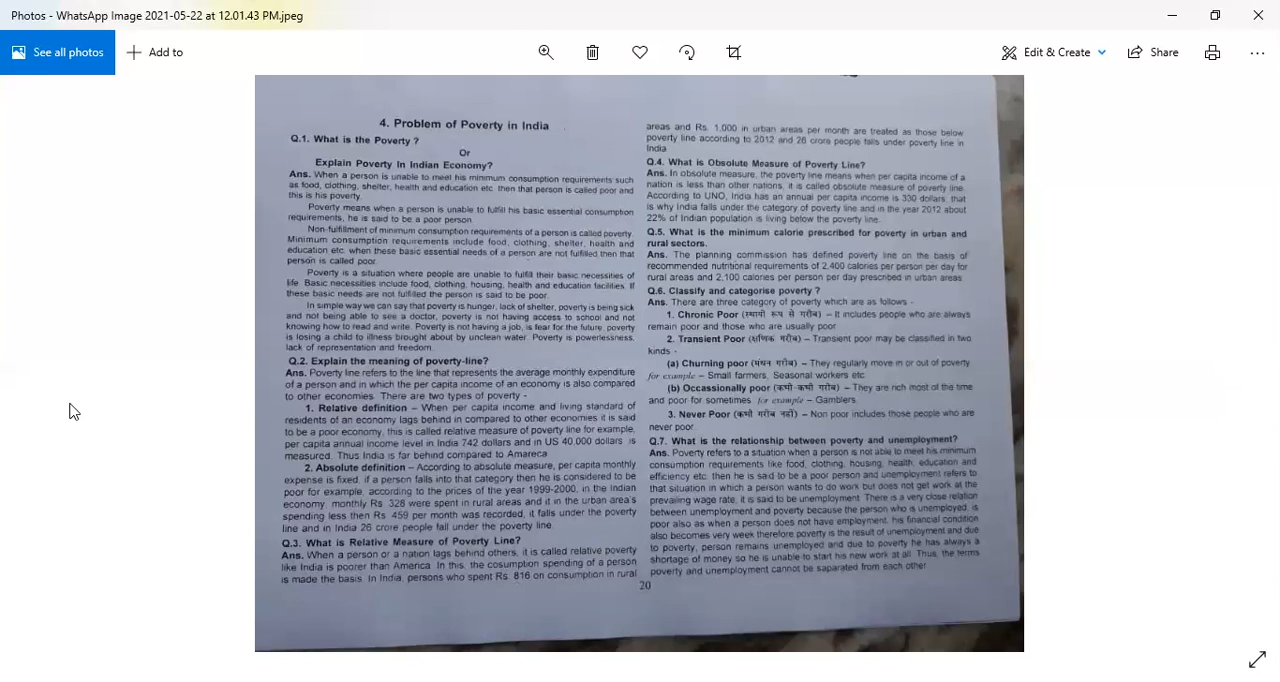 Photos - WhatsApp Image 2021-05-22 at 12.01.43 PM.jpeg
See all photos
Add to
Edit & Create
Share
4. Problem of Poverty in India
Q.1. What is the Poverty ?
Or
Explain Poverty In Indian Economy?
Ans. When a person is unable to meet his minimum consumption requirements such
as food, clothing, shelter, health and education etc. then that person is called poor and
this is his poverty.
Poverty means when a person is unable to fulfill his basic essential consumption
requirements, he is said to be a poor person.
Non-fulfillment of minimum consumption requirements of a person is called poverty.
Minimum consumption requirements include food, clothing, shelter, health and
education etc. when these basic essential needs of a person are not fulfilled then that
person is called poor.
Poverty is a situation where people are unable to fulfill their basic necessities of
life. Basic necessities include food, clothing, housing, health and education facilities. If
these basic needs are not fulfilled the person is said to be poor.
In simple way we can say that poverty is hunger, lack of shelter, poverty is being sick
and not being able to see a doctor, poverty is not having access to school and not
knowing how to read and write. Poverty is not having a job, is fear for the future, poverty
is losing a child to illness brought about by unclean water. Poverty is powerlessness,
lack of representation and freedom.
Q.2. Explain the meaning of poverty-line?
Ans. Poverty line refers to the line that represents the average monthly expenditure
of a person and in which the per capita income of an economy is also compared
to other economies. There are two types of poverty -
1. Relative definition – When per capita income and living standard of
residents of an economy lags behind in compared to other economies it is said
to be a poor economy, this is called relative measure of poverty line for example,
per capita annual income level in India 742 dollars and in US 40,000 dollars is
measured. Thus India is far behind compared to Amareca
2. Absolute definition – According to absolute measure, per capita monthly
expense is fixed, if a person falls into that category then he is considered to be
poor for example, according to the prices of the year 1999-2000, in the Indian
economy, monthly Rs 328 were spent in rural areas and it in the urban area's
spending less then Rs 459 per month was recorded, it falls under the poverty
line and in India 26 crore people fall under the poverty line
Q.3. What is Relative Measure of Poverty Line?
Ans. When a person or a nation lags behind others, it is called relative poverty
like India is poorer than America. In this, the cosumption spending of a person
is made the basis. In India, persons who spent Rs 816 on consumption in rural
areas and Rs. 1,000 in urban areas per month are treated as those below
poverty line according to 2012 and 26 crore people falls under poverty line in
India
Q.4. What is Absolute Measure of Poverty Line?
Ans. In absolute measure, the poverty line means when per capita income of a
nation is less than other nations, it is called obsolute measure of poverty line.
According to UNO, India has an annual per capita income is 330 dollars, that
is why India falls under the category of poverty line and in the year 2012 about
22% of Indian population is living below the poverty line.
Q.5. What is the minimum calorie prescribed for poverty in urban and
rural sectors.
Ans. The planning commission has defined poverty line on the basis of
recommended nutritional requirements of 2,400 calories per person per day for
rural areas and 2,100 calories per person per day prescribed in urban areas
Q.6. Classify and categorise poverty ?
Ans. There are three category of poverty which are as follows -
1. Chronic Poor (स्थायी रूप से गरीब) – It includes people who are always
remain poor and those who are usually poor
2. Transient Poor (क्षणिक गरीब) – Transient poor may be classified in two
kinds -
(a) Churning poor (मंथन गरीब) – They regularly move in or out of poverty
for example – Small farmers, Seasonal workers etc.
(b) Occassionally poor (कभी-कभी गरीब) – They are rich most of the time
and poor for sometimes for example – Gamblers.
3. Never Poor (कभी गरीब नहीं) – Non poor includes those people who are
never poor.
Q.7. What is the relationship between poverty and unemployment?
Ans. Poverty refers to a situation when a person is not able to meet his minimum
consumption requirements like food, clothing, housing, health, education and
efficiency etc. then he is said to be a poor person and unemployment refers to
that situation in which a person wants to do work but does not get work at the
prevailing wage rate, it is said to be unemployment. There is a very close relation
between unemployment and poverty because the person who is unemployed, is
poor also as when a person does not have employment, his financial condition
also becomes very week therefore poverty is the result of unemployment and due
to poverty, person remains unemployed and due to poverty he has always a
shortage of money so he is unable to start his new work at all. Thus, the terms
poverty and unemployment cannot be saparated from each other
20